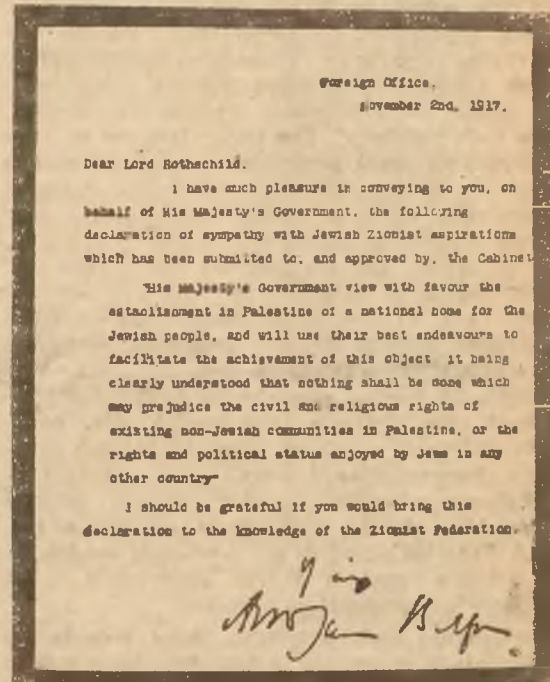 Foreign Office,
November 2nd, 1917.
Dear Lord Rothschild,
I have much pleasure in conveying to you, on
behalf of His Majesty's Government, the following
declaration of sympathy with Jewish Zionist aspirations
which has been submitted to, and approved by, the Cabinet
"His Majesty's Government view with favour the
establishment in Palestine of a national home for the
Jewish people, and will use their best endeavours to
facilitate the achievement of this object it being
clearly understood that nothing shall be done which
may prejudice the civil and religious rights of
existing non-Jewish communities in Palestine, or the
rights and political status enjoyed by Jews in any
other country"
I should be grateful if you would bring this
declaration to the knowledge of the Zionist Federation.